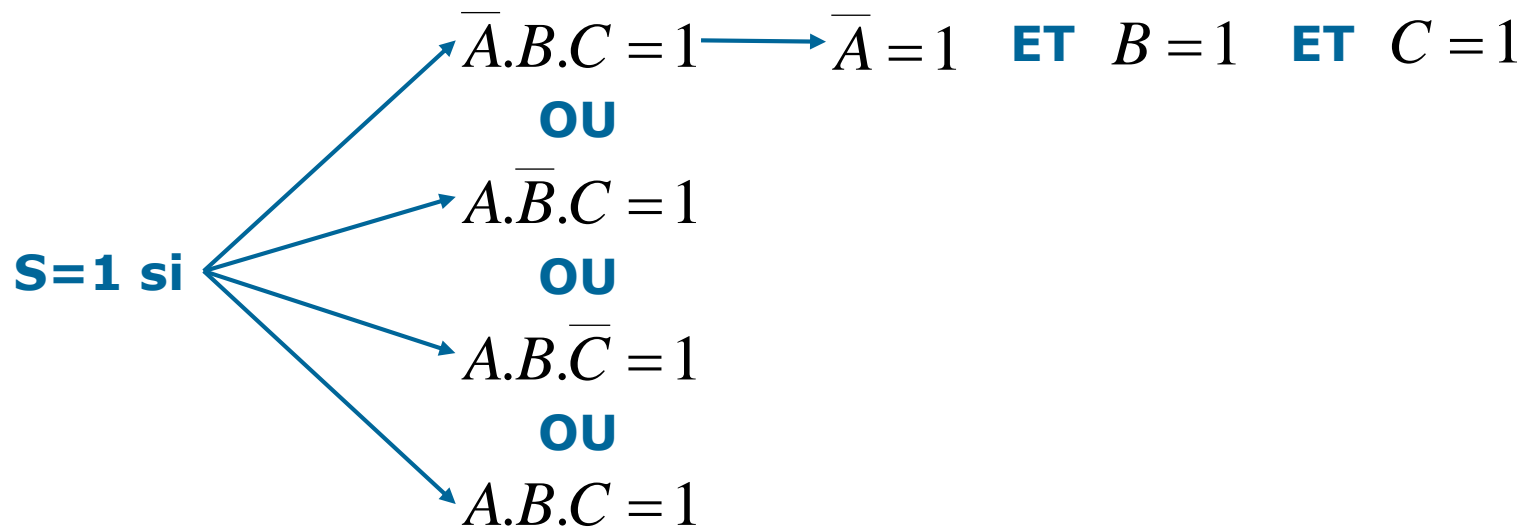 A̅.B.C = 1 A̅ = 1 ET B = 1 ET C = 1
OU
A.B̅.C = 1
OU
S=1 si
A.B.C̅ = 1
OU
A.B.C = 1